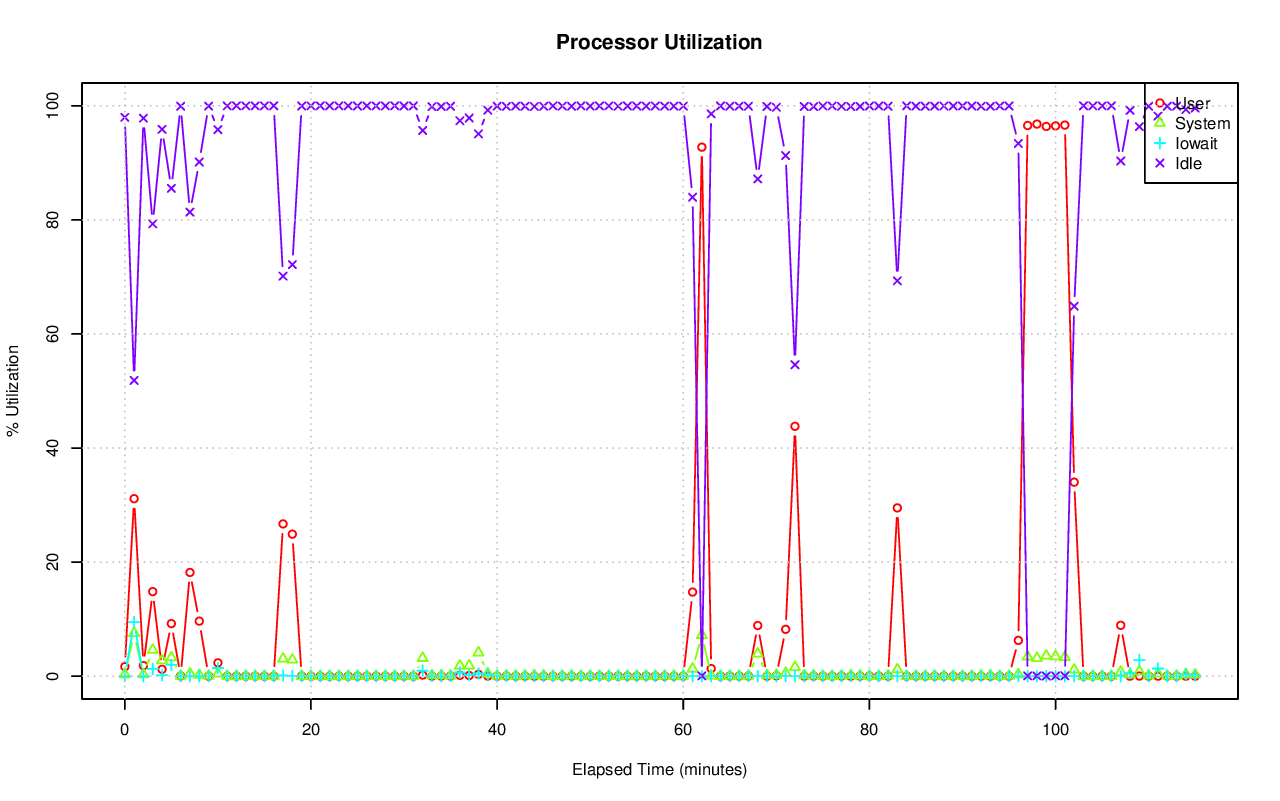 Processor Utilization
% Utilization
100
80
60
40
20
0
User
System
Iowait
Idle
0 20 40 60 80 100
Elapsed Time (minutes)